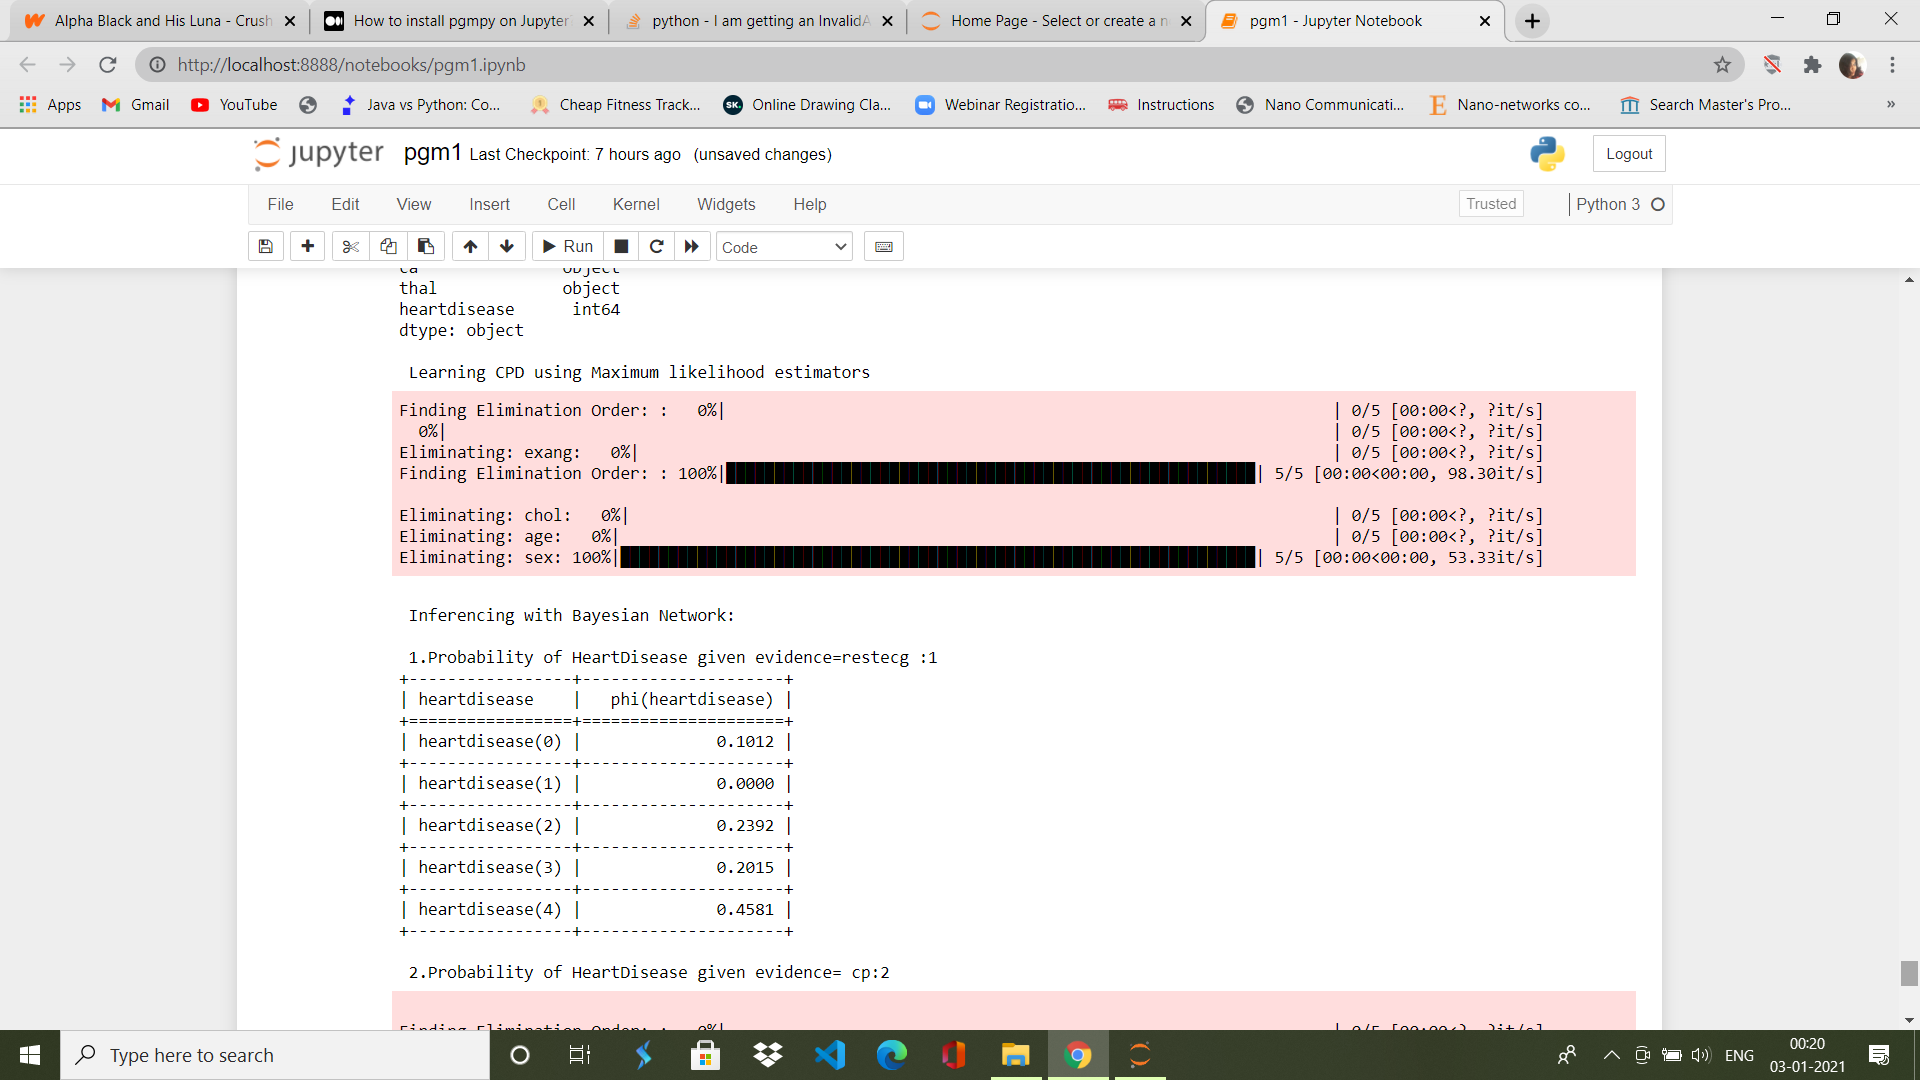 Alpha Black and His Luna - Crush
How to install pgmpy on Jupyter
python - I am getting an InvalidA
Home Page - Select or create a n
pgm1 - Jupyter Notebook
http://localhost:8888/notebooks/pgm1.ipynb
Apps
Gmail
YouTube
Java vs Python: Co...
Cheap Fitness Track...
SK.
Online Drawing Cla...
Webinar Registratio...
Instructions
Nano Communicati...
E
Nano-networks co...
Search Master's Pro...
»
jupyter pgm1 Last Checkpoint: 7 hours ago (unsaved changes)
Logout
File Edit View Insert Cell Kernel Widgets Help
Trusted
Python 3
Run
Code
ca object
thal object
heartdisease int64
dtype: object
Learning CPD using Maximum likelihood estimators
Finding Elimination Order: : 0%| | 0/5 [00:00<?, ?it/s]
0%| | 0/5 [00:00<?, ?it/s]
Eliminating: exang: 0%| | 0/5 [00:00<?, ?it/s]
Finding Elimination Order: : 100%| | 5/5 [00:00<00:00, 98.30it/s]
Eliminating: chol: 0%| | 0/5 [00:00<?, ?it/s]
Eliminating: age: 0%| | 0/5 [00:00<?, ?it/s]
Eliminating: sex: 100%| | 5/5 [00:00<00:00, 53.33it/s]
Inferencing with Bayesian Network:
1.Probability of HeartDisease given evidence=restecg :1
+-----------------+---------------------+
| heartdisease | phi(heartdisease) |
+=================+=====================+
| heartdisease(0) | 0.1012 |
+-----------------+---------------------+
| heartdisease(1) | 0.0000 |
+-----------------+---------------------+
| heartdisease(2) | 0.2392 |
+-----------------+---------------------+
| heartdisease(3) | 0.2015 |
+-----------------+---------------------+
| heartdisease(4) | 0.4581 |
+-----------------+---------------------+
2.Probability of HeartDisease given evidence= cp:2
Finding Elimination Order: : 0%| | 0/5 [00:00<?, ?it/s]
Type here to search
ENG
00:20
03-01-2021